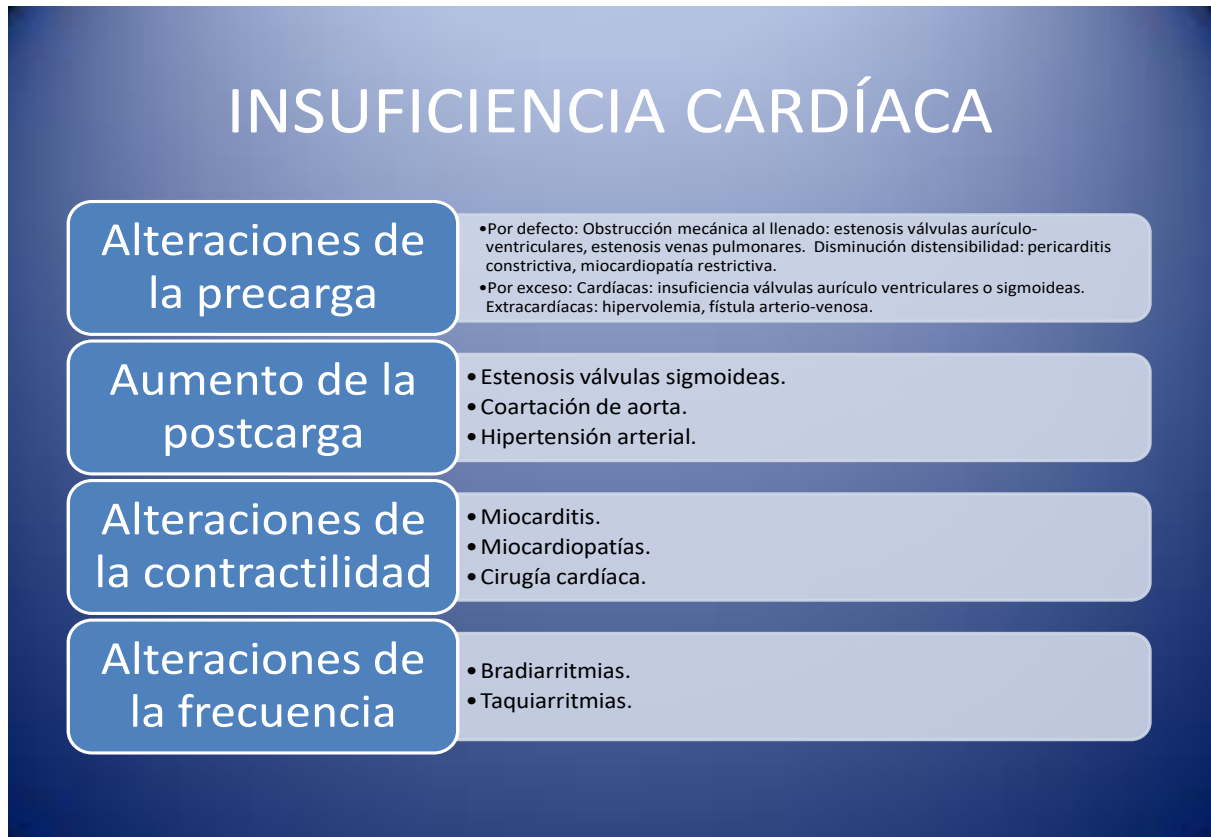 INSUFICIENCIA CARDÍACA
Alteraciones de
la precarga
•Por defecto: Obstrucción mecánica al llenado: estenosis válvulas aurículo-
ventriculares, estenosis venas pulmonares. Disminución distensibilidad: pericarditis
constrictiva, miocardiopatía restrictiva.
•Por exceso: Cardíacas: insuficiencia válvulas aurículo ventriculares o sigmoideas.
Extracardíacas: hipervolemia, fístula arterio-venosa.
Aumento de la
postcarga
•Estenosis válvulas sigmoideas.
•Coartación de aorta.
•Hipertensión arterial.
Alteraciones de
la contractilidad
•Miocarditis.
•Miocardiopatías.
•Cirugía cardíaca.
Alteraciones de
la frecuencia
•Bradiarritmias.
•Taquiarritmias.